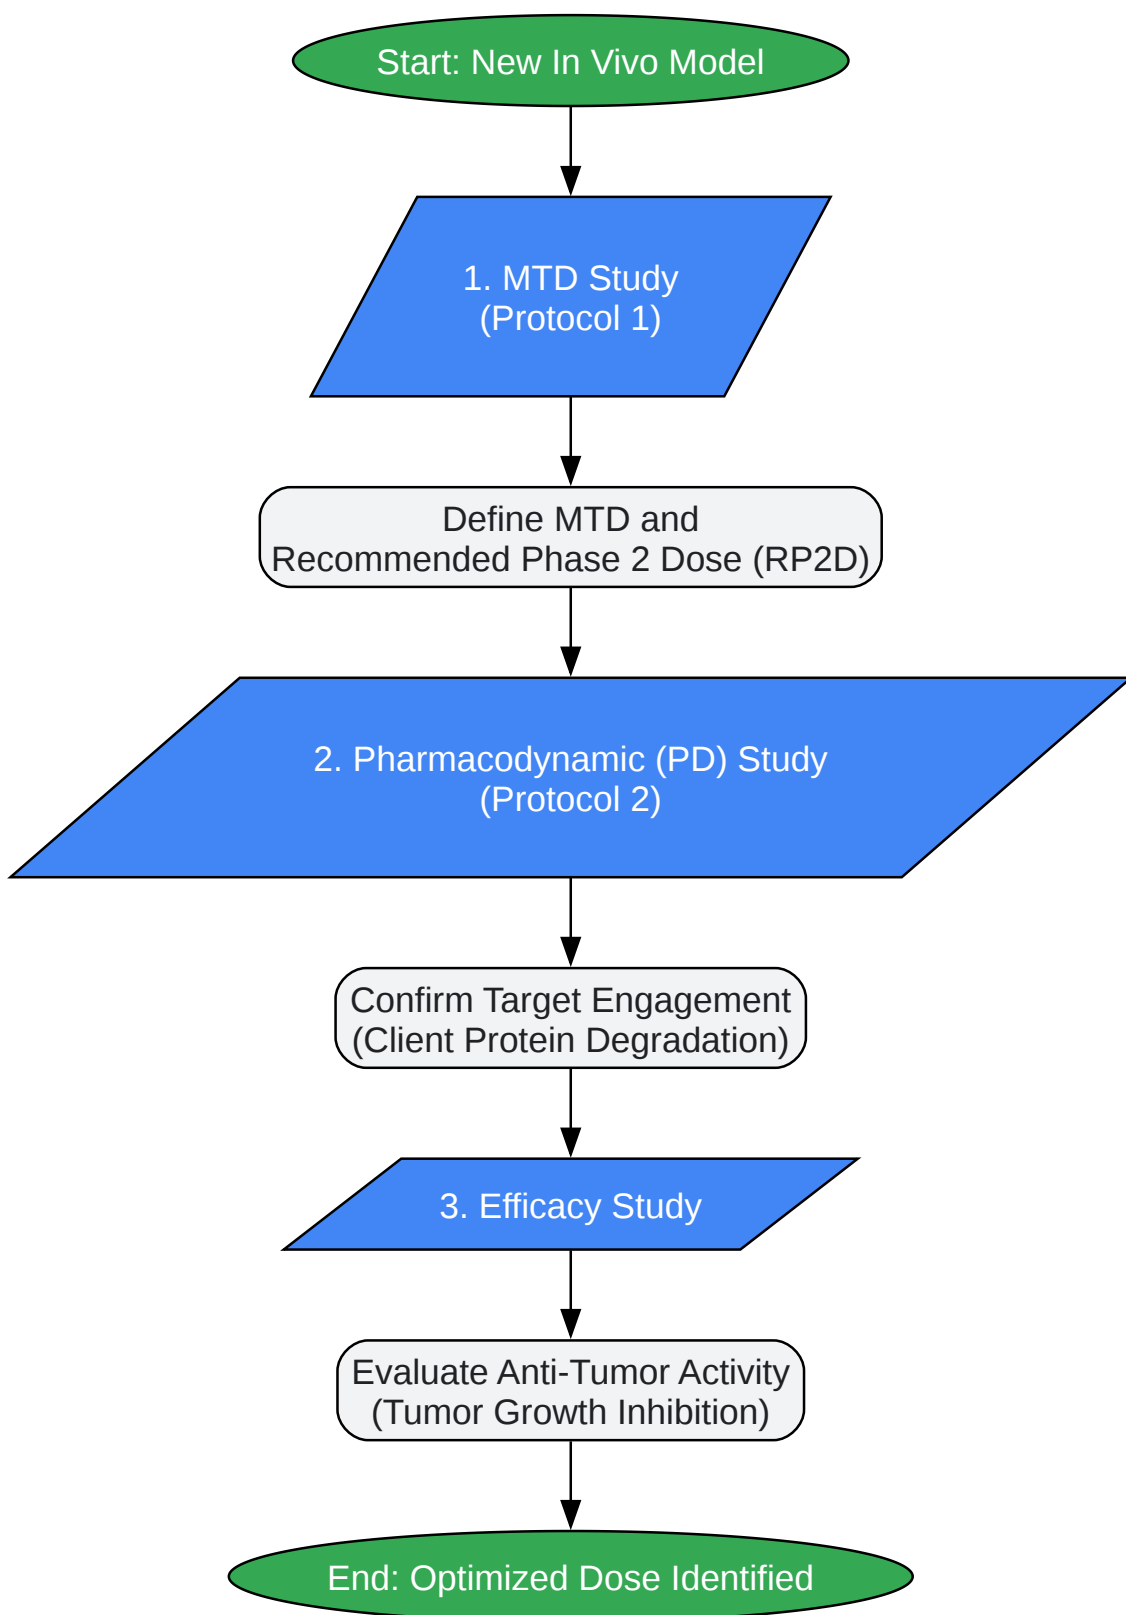 Start: New In Vivo Model
1. MTD Study
(Protocol 1)
Define MTD and
Recommended Phase 2 Dose (RP2D)
2. Pharmacodynamic (PD) Study
(Protocol 2)
Confirm Target Engagement
(Client Protein Degradation)
3. Efficacy Study
Evaluate Anti-Tumor Activity
(Tumor Growth Inhibition)
End: Optimized Dose Identified